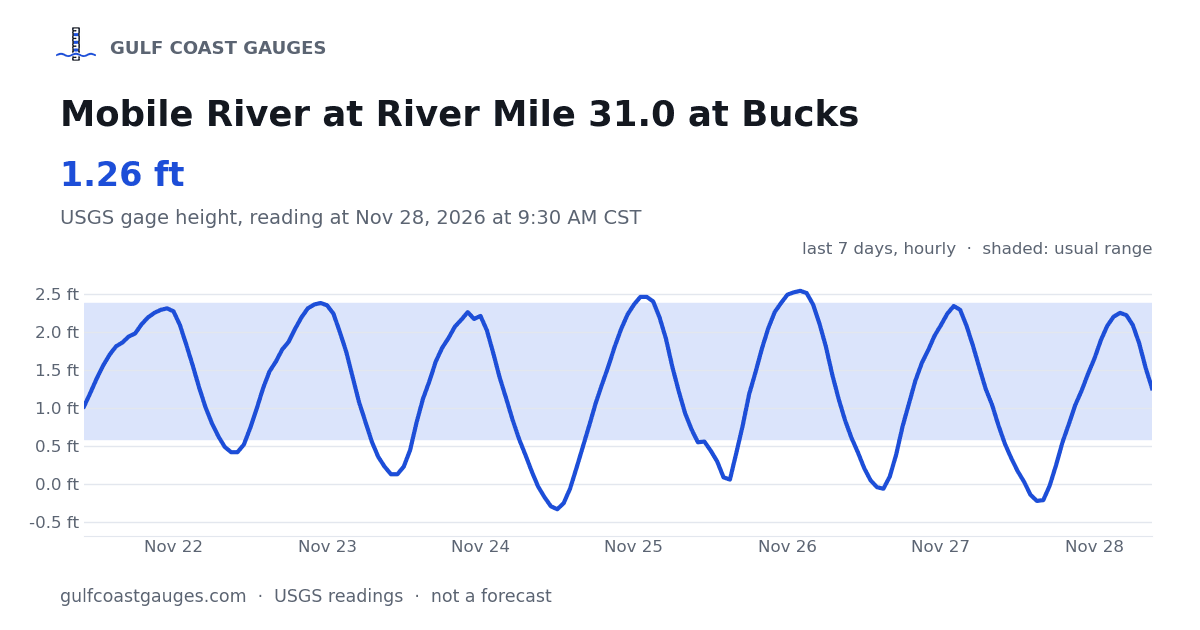 GULF COAST GAUGES
Mobile River at River Mile 31.0 at Bucks
1.26 ft
USGS gage height, reading at Nov 28, 2026 at 9:30 AM CST
last 7 days, hourly · shaded: usual range
2.5 ft
2.0 ft
1.5 ft
1.0 ft
0.5 ft
0.0 ft
-0.5 ft
Nov 22 Nov 23 Nov 24 Nov 25 Nov 26 Nov 27 Nov 28
gulfcoastgauges.com · USGS readings · not a forecast